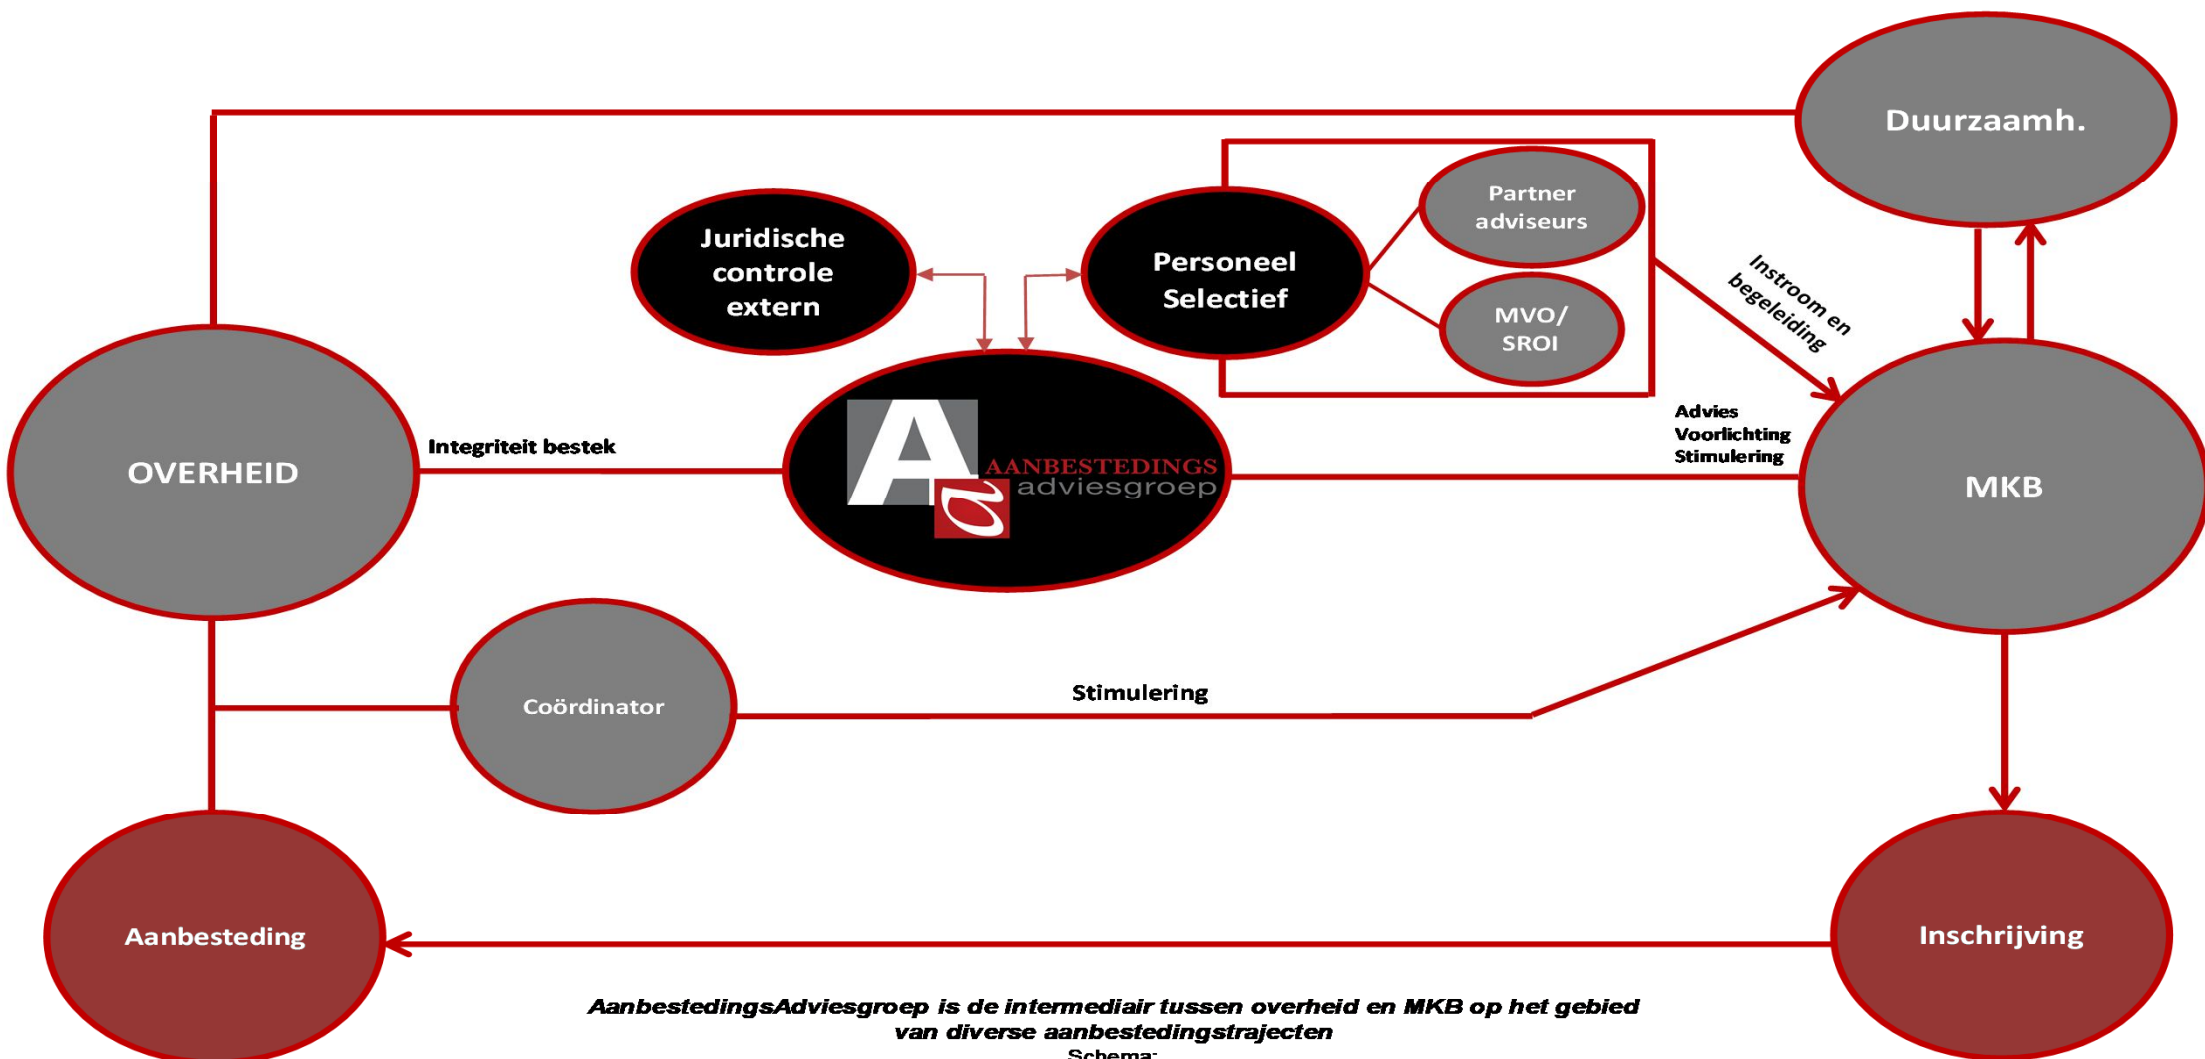 Duurzaamh.
Partner
adviseurs
Juridische
controle
extern
Personeel
Selectief
MVO/
SROI
Instroom en
begeleiding
OVERHEID
Integriteit bestek
A
a
AANBESTEDINGS
adviesgroep
Advies
Voorlichting
Stimulering
MKB
Coördinator
Stimulering
Aanbesteding
Inschrijving
AanbestedingsAdviesgroep is de intermediair tussen overheid en MKB op het gebied
van diverse aanbestedingstrajecten
Schema: